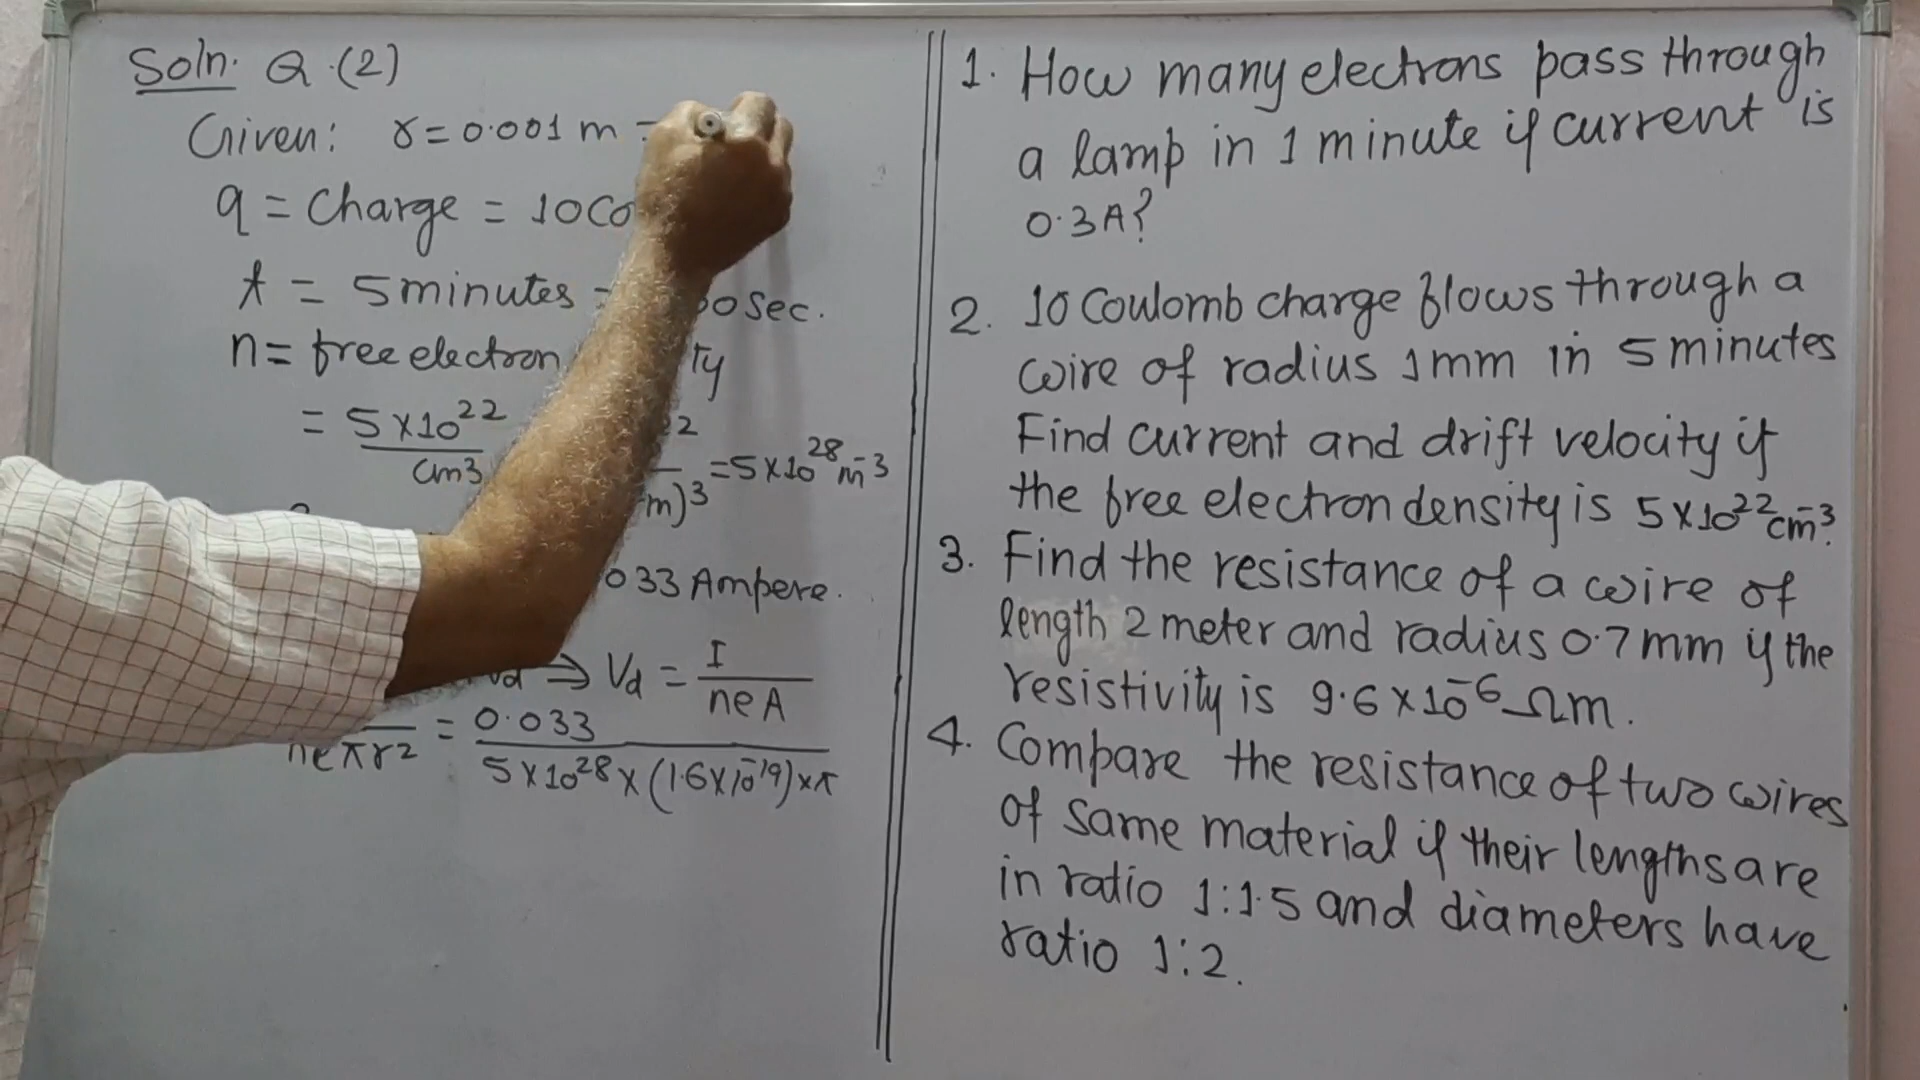 Soln. Q.(2)
Given: r = 0.001 m =
q = Charge = 10Co
t = 5 minutes = 00 Sec.
n = free electron ty
= 5×10²² / cm³ m)³ = 5×10²⁸ m⁻³
033 Ampere.
Vd ⇒ Vd = I / neA
neπr² = 0.033 / 5×10²⁸×(1.6×10⁻¹⁹)×π
1. How many electrons pass through
a lamp in 1 minute if current is
0.3A?
2. 10 Coulomb charge flows through a
wire of radius 1mm in 5 minutes
Find current and drift velocity if
the free electron density is 5×10²² cm⁻³.
3. Find the resistance of a wire of
length 2 meter and radius 0.7mm if the
resistivity is 9.6×10⁻⁶ Ωm.
4. Compare the resistance of two wires
of same material if their lengths are
in ratio 1:1.5 and diameters have
ratio 1:2.